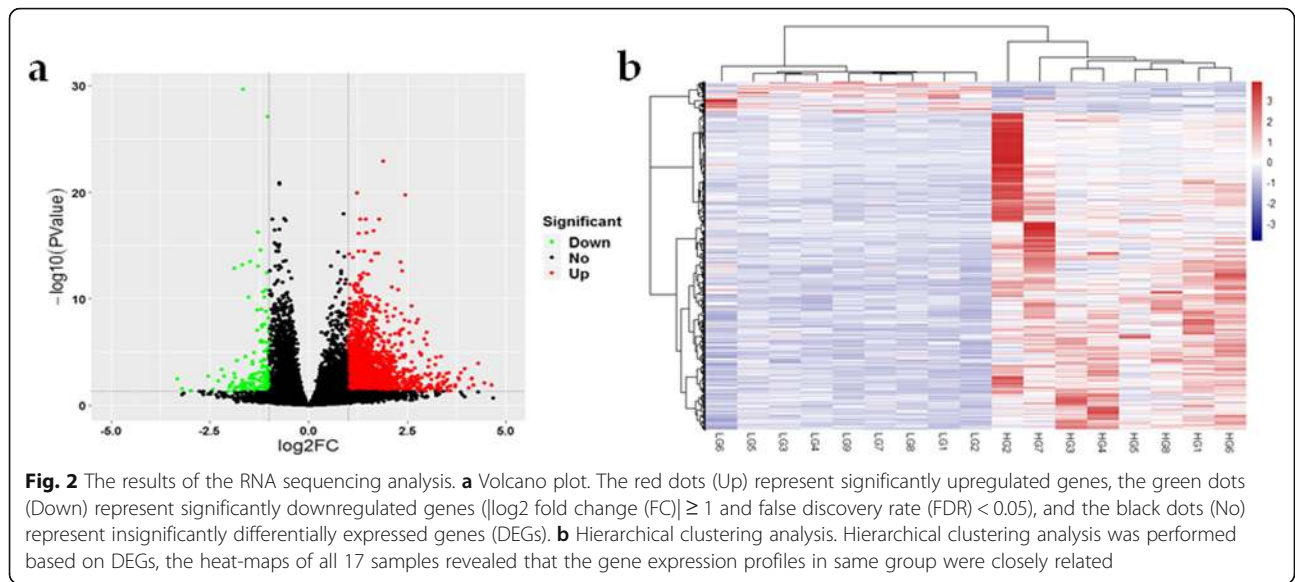 a
30
20
10
0
−log10(PValue)
-5.0 -2.5 0.0 2.5 5.0
log2FC
Significant
Down
No
Up
b
3
2
1
0
-1
-2
-3
LG6 LG5 LG3 LG4 LG9 LG7 LG8 LG1 LG2 HG2 HG7 HG3 HG4 HG5 HG8 HG1 HG6
Fig. 2 The results of the RNA sequencing analysis. a Volcano plot. The red dots (Up) represent significantly upregulated genes, the green dots
(Down) represent significantly downregulated genes (|log2 fold change (FC)| ≥ 1 and false discovery rate (FDR) < 0.05), and the black dots (No)
represent insignificantly differentially expressed genes (DEGs). b Hierarchical clustering analysis. Hierarchical clustering analysis was performed
based on DEGs, the heat-maps of all 17 samples revealed that the gene expression profiles in same group were closely related